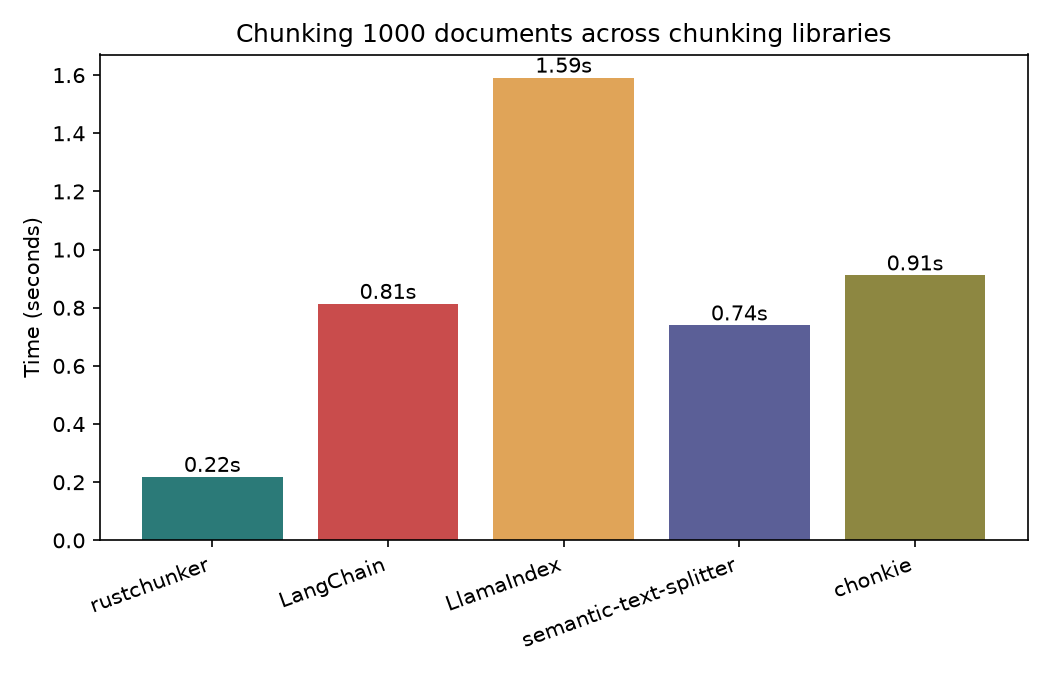 Chunking 1000 documents across chunking libraries
Time (seconds)
1.6
1.4
1.2
1.0
0.8
0.6
0.4
0.2
0.0
0.22s
0.81s
1.59s
0.74s
0.91s
rustchunker
LangChain
LlamaIndex
semantic-text-splitter
chonkie